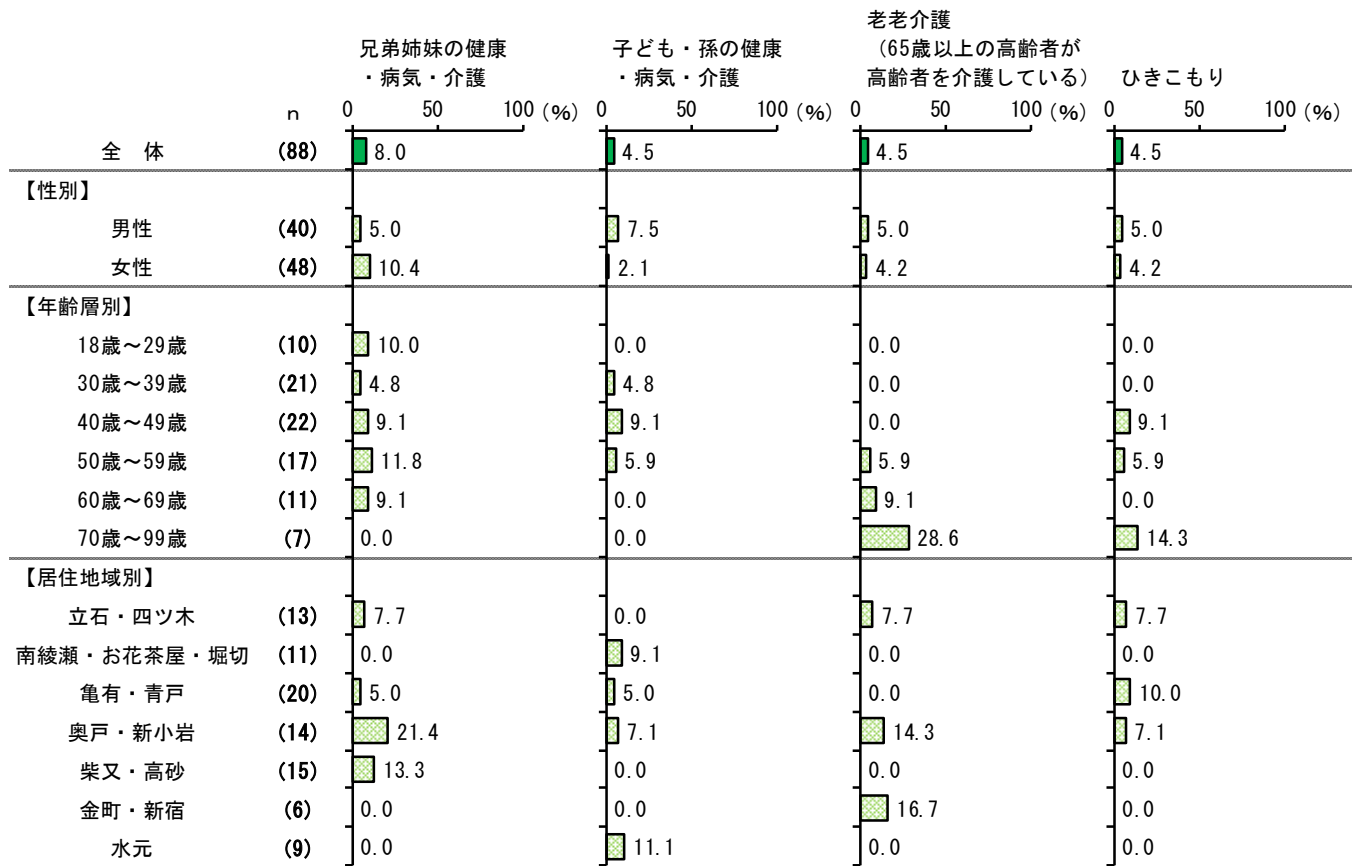 兄弟姉妹の健康
・病気・介護
子ども・孫の健康
・病気・介護
老老介護
（65歳以上の高齢者が
高齢者を介護している）
ひきこもり
n 0 50 100 (%) 0 50 100 (%) 0 50 100 (%) 0 50 100 (%)
全　体 (88) 8.0 4.5 4.5 4.5
【性別】
男性 (40) 5.0 7.5 5.0 5.0
女性 (48) 10.4 2.1 4.2 4.2
【年齢層別】
18歳～29歳 (10) 10.0 0.0 0.0 0.0
30歳～39歳 (21) 4.8 4.8 0.0 0.0
40歳～49歳 (22) 9.1 9.1 0.0 9.1
50歳～59歳 (17) 11.8 5.9 5.9 5.9
60歳～69歳 (11) 9.1 0.0 9.1 0.0
70歳～99歳 (7) 0.0 0.0 28.6 14.3
【居住地域別】
立石・四ツ木 (13) 7.7 0.0 7.7 7.7
南綾瀬・お花茶屋・堀切 (11) 0.0 9.1 0.0 0.0
亀有・青戸 (20) 5.0 5.0 0.0 10.0
奥戸・新小岩 (14) 21.4 7.1 14.3 7.1
柴又・高砂 (15) 13.3 0.0 0.0 0.0
金町・新宿 (6) 0.0 0.0 16.7 0.0
水元 (9) 0.0 11.1 0.0 0.0